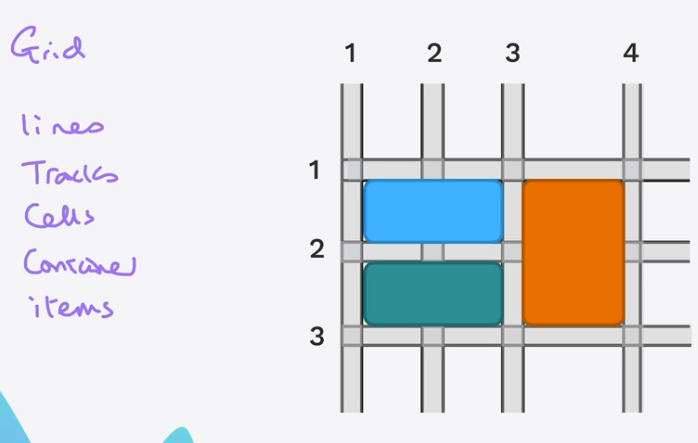 Grid
lines
Tracks
Cells
Container
items
1 2 3 4
1
2
3